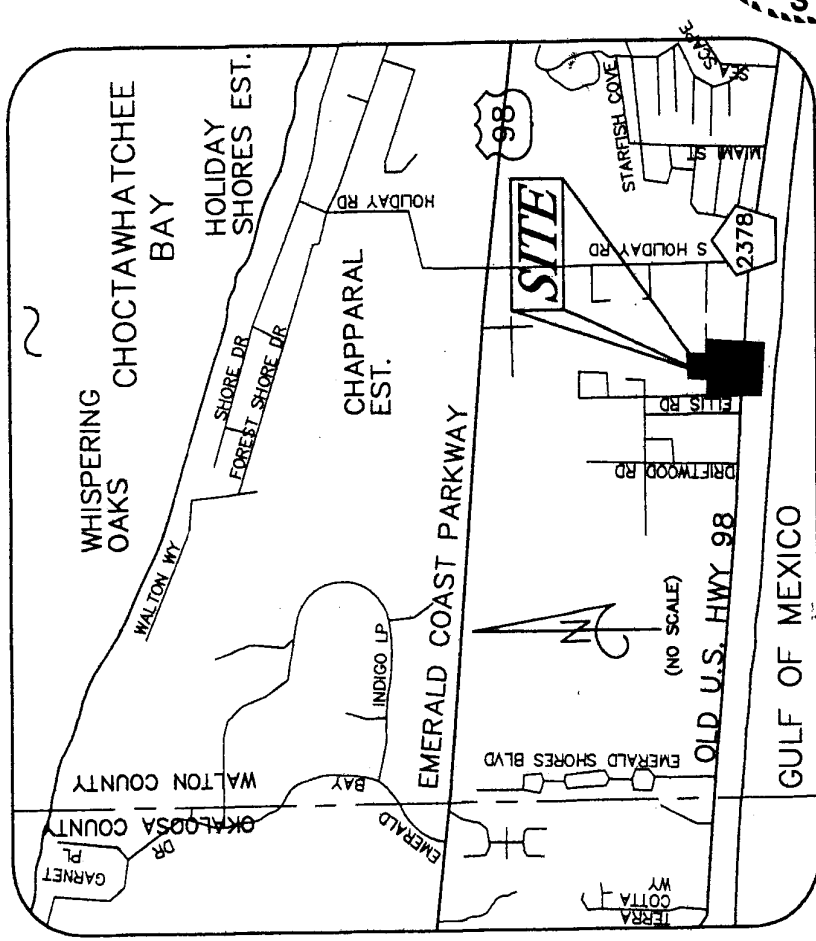 WHISPERING
OAKS
CHOCTAWHATCHEE
BAY
HOLIDAY
SHORES EST.
WALTON WY
SHORE DR
FOREST SHORE DR
HOLIDAY RD
CHAPPARAL
EST.
GARNET
PL
DR
OKALOOSA COUNTY
WALTON COUNTY
EMERALD
BAY
INDIGO LP
EMERALD COAST PARKWAY
98
SITE
STARFISH COVE
SEA
SCAPE
MIAMI ST
S HOLIDAY RD
2378
ELLIS RD
DRIFTWOOD RD
N
(NO SCALE)
EMERALD SHORES BLVD
TERRA
COTTA
WY
OLD U.S. HWY 98
GULF OF MEXICO
S